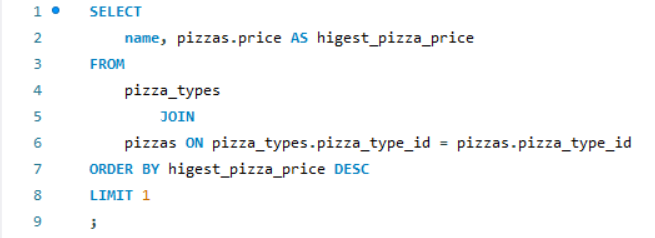 1 SELECT
2 name, pizzas.price AS higest_pizza_price
3 FROM
4 pizza_types
5 JOIN
6 pizzas ON pizza_types.pizza_type_id = pizzas.pizza_type_id
7 ORDER BY higest_pizza_price DESC
8 LIMIT 1
9 ;